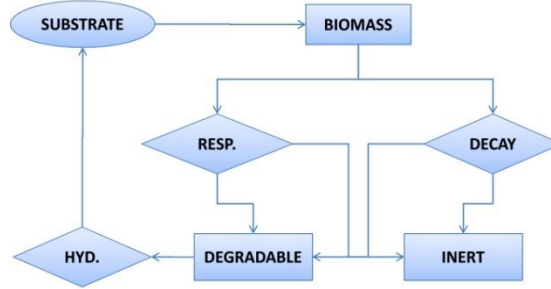 SUBSTRATE
BIOMASS
RESP.
DECAY
HYD.
DEGRADABLE
INERT